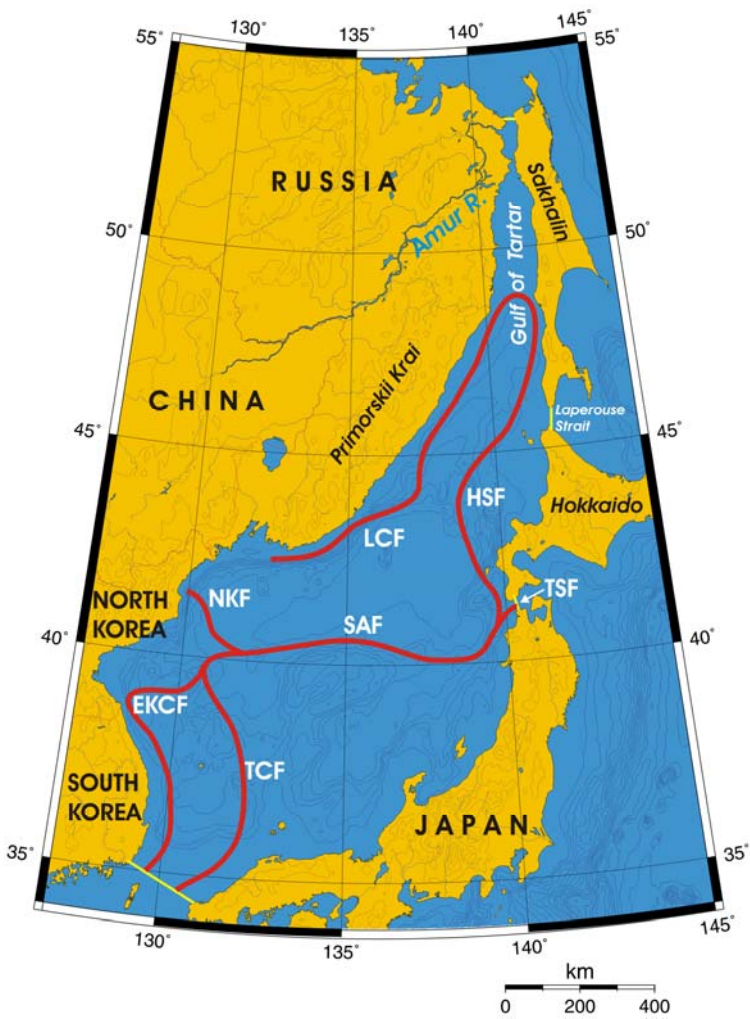 130°
135°
140°
145°
55°
55°
RUSSIA
Amur R.
Sakhalin
50°
50°
Gulf of Tartar
CHINA
Primorskii Krai
Laperouse
Strait
45°
45°
HSF
Hokkaido
LCF
NORTH
KOREA
NKF
TSF
SAF
40°
40°
EKCF
TCF
SOUTH
KOREA
JAPAN
35°
35°
130°
135°
140°
145°
km
0 200 400